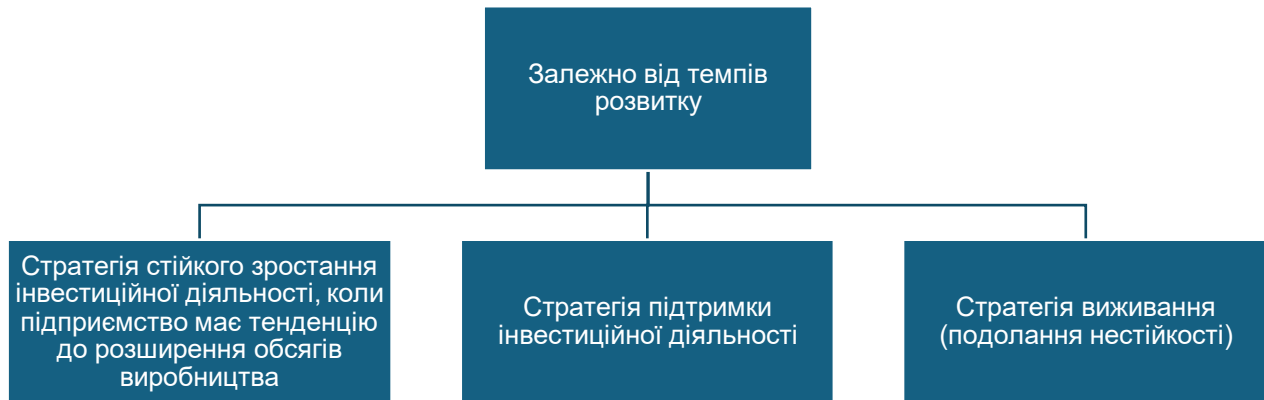 Залежно від темпів
розвитку
Стратегія стійкого зростання
інвестиційної діяльності, коли
підприємство має тенденцію
до розширення обсягів
виробництва
Стратегія підтримки
інвестиційної діяльності
Стратегія виживання
(подолання нестійкості)